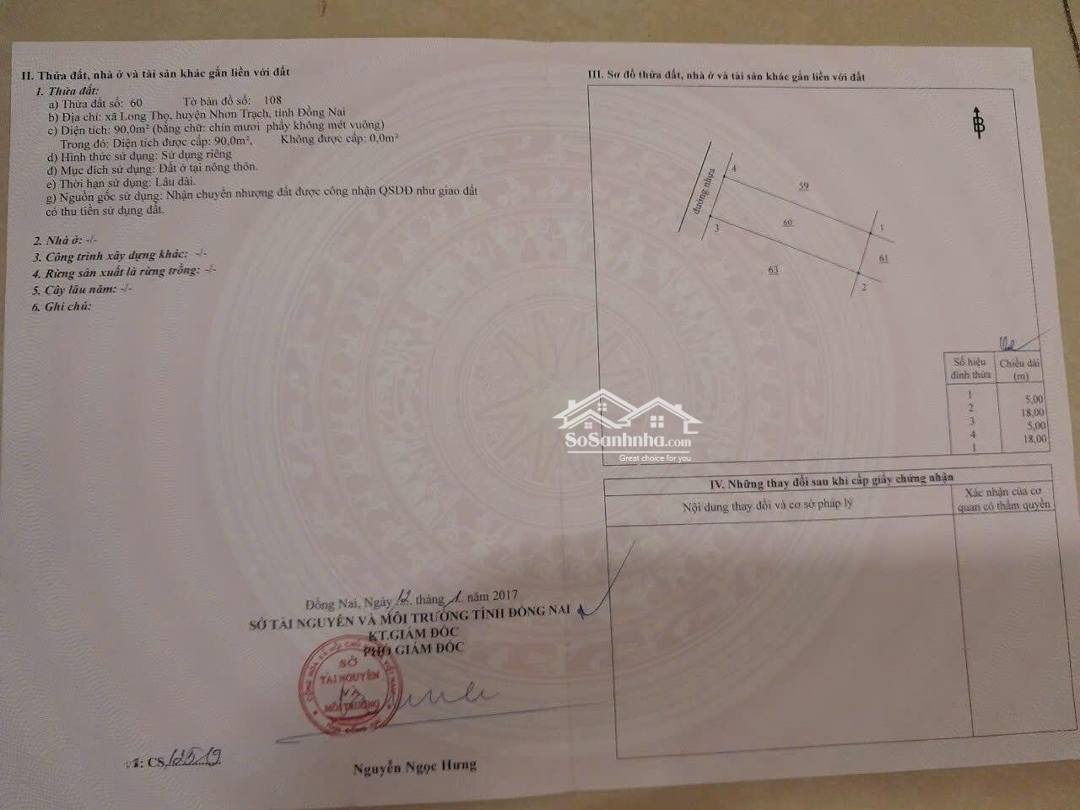 II. Thửa đất, nhà ở và tài sản khác gắn liền với đất
1. Thửa đất:
a) Thửa đất số: 60 Tờ bản đồ số: 108
b) Địa chỉ: xã Long Thọ, huyện Nhơn Trạch, tỉnh Đồng Nai
c) Diện tích: 90,0m² (bằng chữ: chín mươi phẩy không mét vuông)
Trong đó: Diện tích được cấp: 90,0m², Không được cấp: 0,0m²
d) Hình thức sử dụng: Sử dụng riêng
đ) Mục đích sử dụng: Đất ở tại nông thôn.
e) Thời hạn sử dụng: Lâu dài.
g) Nguồn gốc sử dụng: Nhận chuyển nhượng đất được công nhận QSDĐ như giao đất
có thu tiền sử dụng đất.
2. Nhà ở: -/-
3. Công trình xây dựng khác: -/-
4. Rừng sản xuất là rừng trồng: -/-
5. Cây lâu năm: -/-
6. Ghi chú:
Đồng Nai, Ngày 12 tháng 1 năm 2017
SỞ TÀI NGUYÊN VÀ MÔI TRƯỜNG TỈNH ĐỒNG NAI
KT.GIÁM ĐỐC
PHÓ GIÁM ĐỐC
SỞ
TÀI NGUYÊN
VÀ
MÔI TRƯỜNG
Nguyễn Ngọc Hưng
III. Sơ đồ thửa đất, nhà ở và tài sản khác gắn liền với đất
B
đường nhựa
4
59
60
1
3
63
61
2
Số hiệu đỉnh thửa Chiều dài (m)
1
5,00
2
18,00
3
5,00
4
18,00
1
SoSanhnha.com
Great choice for you
IV. Những thay đổi sau khi cấp giấy chứng nhận
Nội dung thay đổi và cơ sở pháp lý
Xác nhận của cơ
quan có thẩm quyền